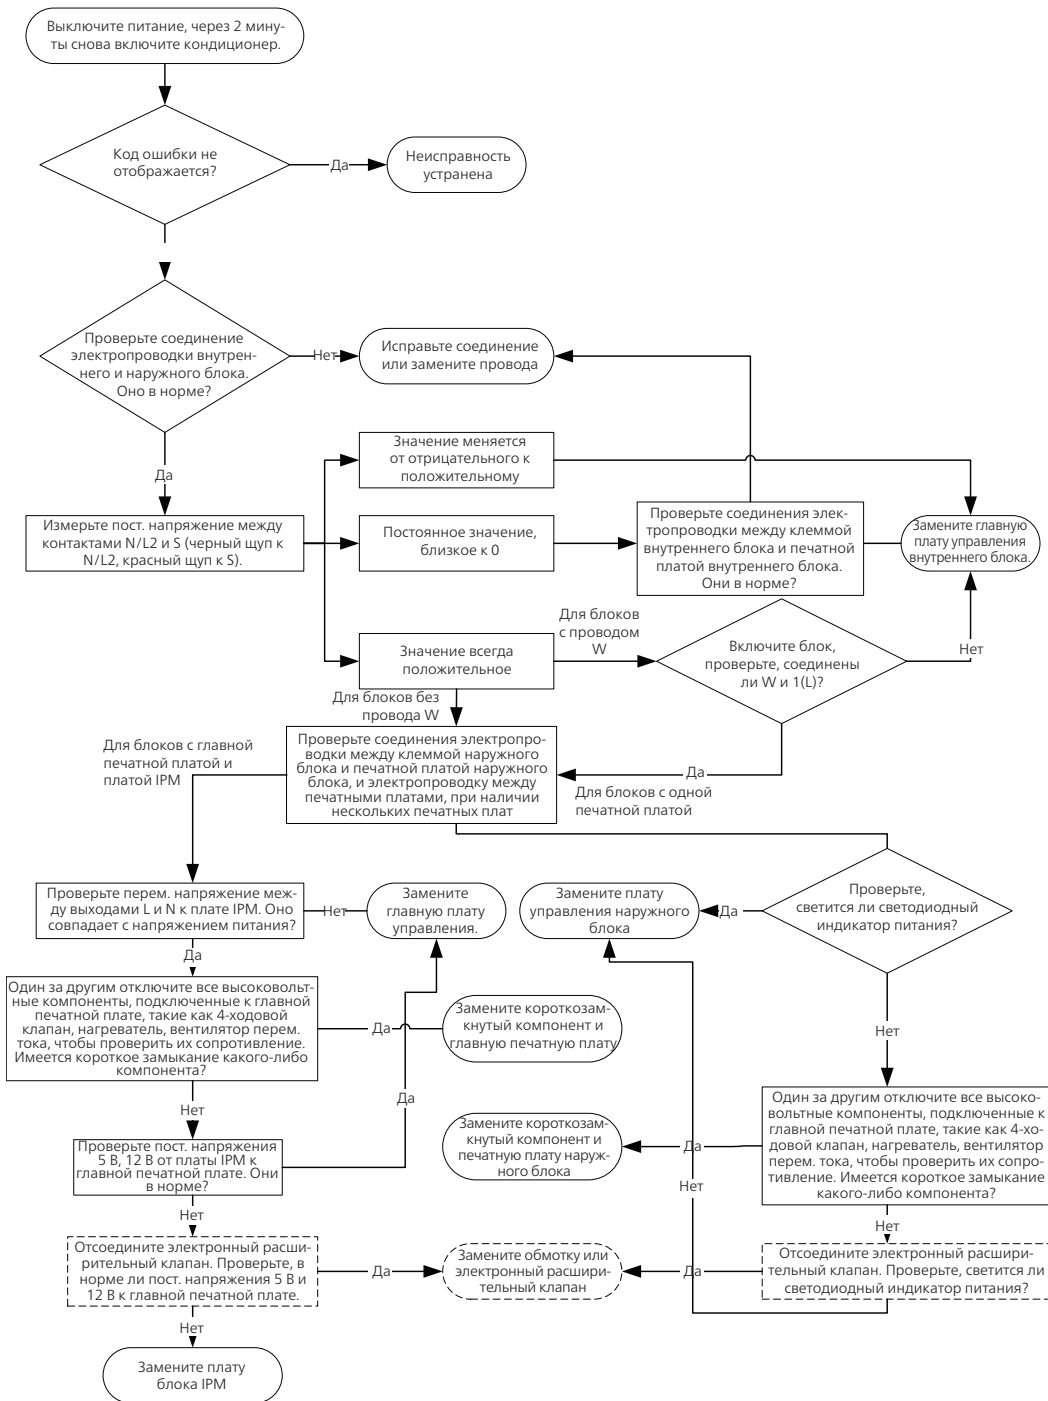 Выключите питание, через 2 мину-
ты снова включите кондиционер.
Код ошибки не
отображается?
Да
Неисправность
устранена
Проверьте соединение
электропроводки внутрен-
него и наружного блока.
Оно в норме?
Нет
Исправьте соединение
или замените провода
Да
Значение меняется
от отрицательного к
положительному
Измерьте пост. напряжение между
контактами N/L2 и S (черный щуп к
N/L2, красный щуп к S).
Постоянное значение,
близкое к 0
Проверьте соединения элек-
тропроводки между клеммой
внутреннего блока и печатной
платой внутреннего блока.
Они в норме?
Замените главную
плату управления
внутреннего блока.
Значение всегда
положительное
Для блоков
с проводом
W
Включите блок,
проверьте, соединены
ли W и 1(L)?
Нет
Для блоков без
провода W
Для блоков с главной
печатной платой и
платой IPM
Проверьте соединения электропро-
водки между клеммой наружного
блока и печатной платой наружного
блока, и электропроводку между
печатными платами, при наличии
нескольких печатных плат
Да
Для блоков с одной
печатной платой
Проверьте перем. напряжение меж-
ду выходами L и N к плате IPM. Оно
совпадает с напряжением питания?
Нет
Замените
главную плату
управления.
Замените плату
управления наружного
блока
Да
Проверьте,
светится ли светодиодный
индикатор питания?
Да
Один за другим отключите все высоковольт-
ные компоненты, подключенные к главной
печатной плате, такие как 4-ходовой
клапан, нагреватель, вентилятор перем.
тока, чтобы проверить их сопротивление.
Имеется короткое замыкание какого-либо
компонента?
Да
Замените короткозам-
кнутый компонент и
главную печатную плату
Нет
Нет
Да
Проверьте пост. напряжения
5 В, 12 В от платы IPM к
главной печатной плате. Они
в норме?
Замените короткозам-
кнутый компонент и
печатную плату наруж-
ного блока
Да
Нет
Один за другим отключите все высоко-
вольтные компоненты, подключенные к
главной печатной плате, такие как 4-хо-
довой клапан, нагреватель, вентилятор
перем. тока, чтобы проверить их сопро-
тивление. Имеется короткое замыкание
какого-либо компонента?
Нет
Нет
Отсоедините электронный расши-
рительный клапан. Проверьте, в
норме ли пост. напряжения 5 В и
12 В к главной печатной плате.
Да
Замените обмотку или
электронный расшири-
тельный клапан
Да
Отсоедините электронный расшири-
тельный клапан. Проверьте, светится ли
светодиодный индикатор питания?
Нет
Замените плату
блока IPM